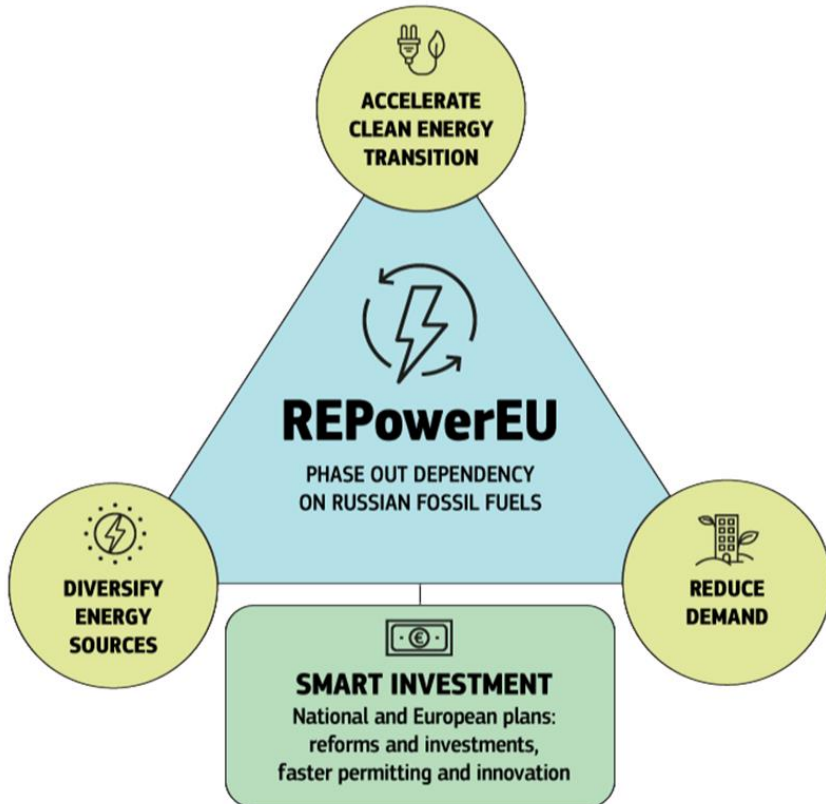 ACCELERATE
CLEAN ENERGY
TRANSITION
REPowerEU
PHASE OUT DEPENDENCY
ON RUSSIAN FOSSIL FUELS
DIVERSIFY
ENERGY
SOURCES
REDUCE
DEMAND
€
SMART INVESTMENT
National and European plans:
reforms and investments,
faster permitting and innovation